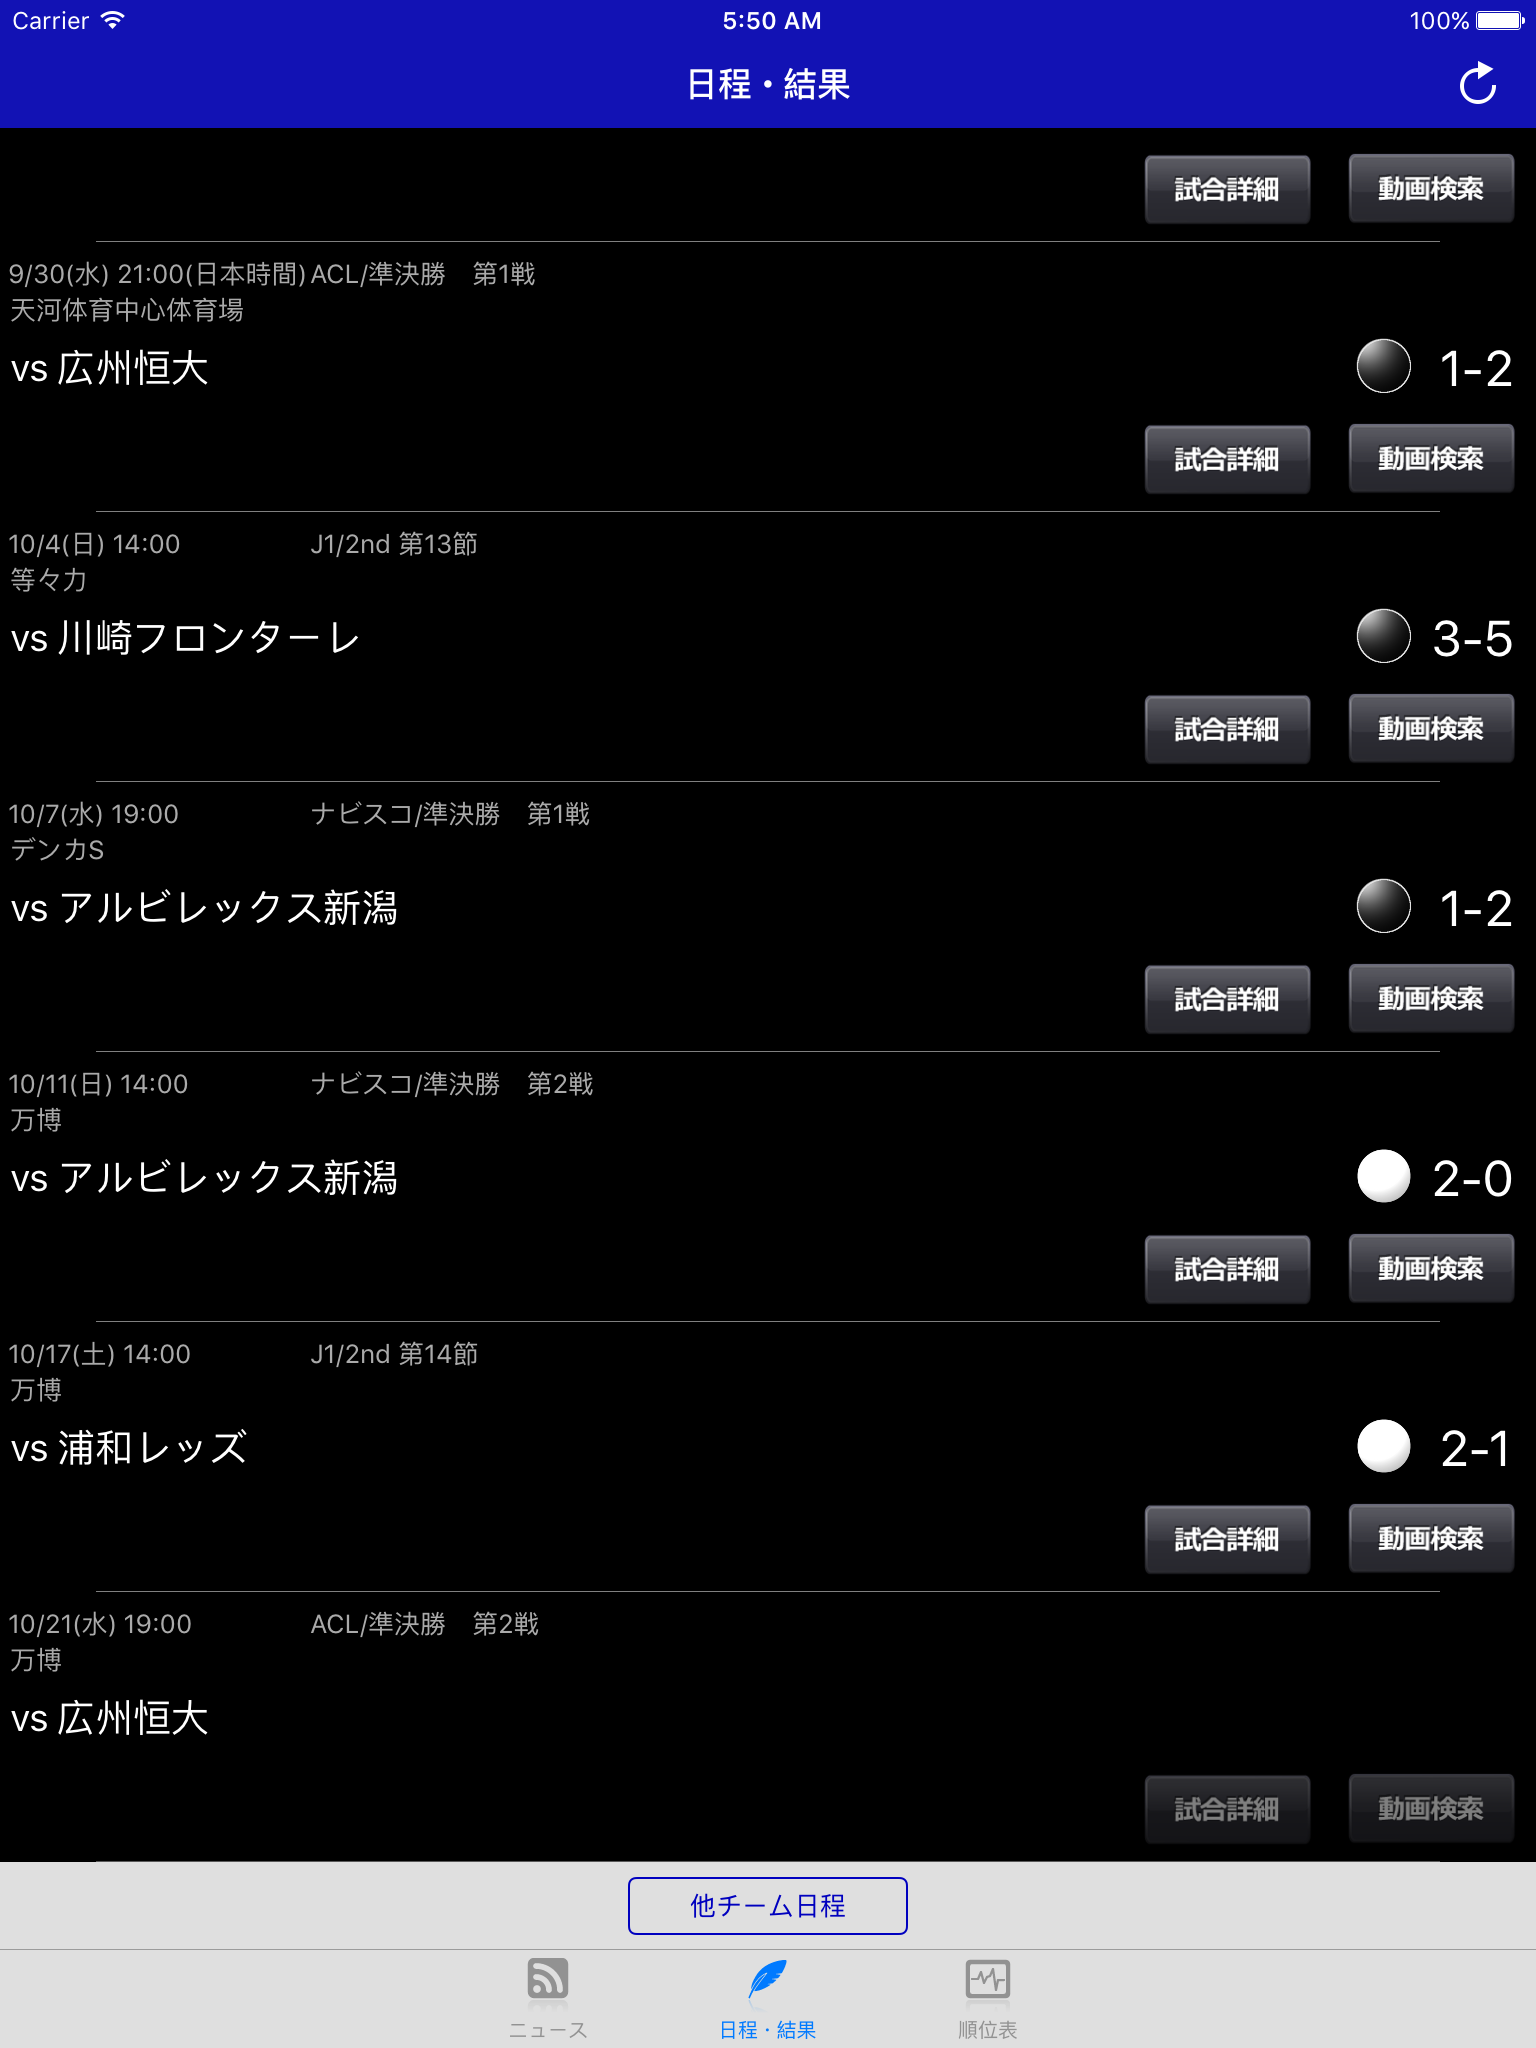 Carrier 5:50 AM 100%
日程・結果
試合詳細 動画検索
9/30(水) 21:00(日本時間) ACL/準決勝　第1戦
天河体育中心体育場
vs 広州恒大 1-2
試合詳細 動画検索
10/4(日) 14:00 J1/2nd 第13節
等々力
vs 川崎フロンターレ 3-5
試合詳細 動画検索
10/7(水) 19:00 ナビスコ/準決勝　第1戦
デンカS
vs アルビレックス新潟 1-2
試合詳細 動画検索
10/11(日) 14:00 ナビスコ/準決勝　第2戦
万博
vs アルビレックス新潟 2-0
試合詳細 動画検索
10/17(土) 14:00 J1/2nd 第14節
万博
vs 浦和レッズ 2-1
試合詳細 動画検索
10/21(水) 19:00 ACL/準決勝　第2戦
万博
vs 広州恒大
試合詳細 動画検索
他チーム日程
ニュース 日程・結果 順位表